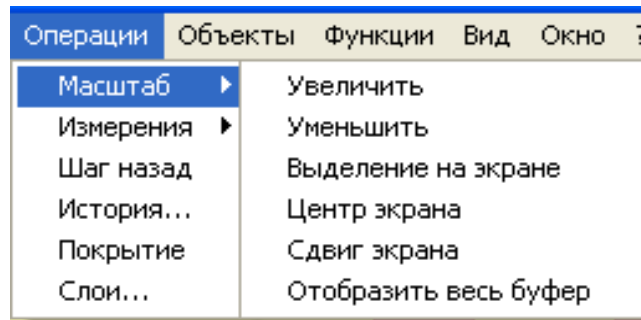 Операции Объекты Функции Вид Окно ?
Масштаб
Измерения
Шаг назад
История...
Покрытие
Слои...
Увеличить
Уменьшить
Выделение на экране
Центр экрана
Сдвиг экрана
Отобразить весь буфер